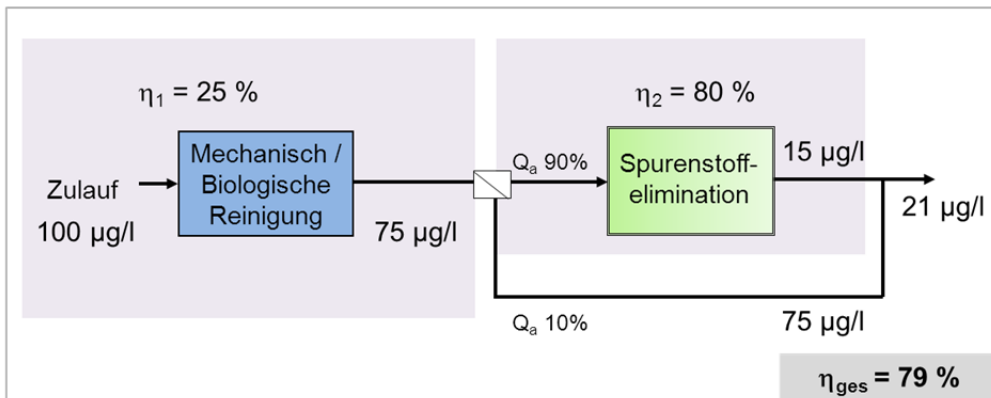 η₁ = 25 %
η₂ = 80 %
Mechanisch /
Biologische
Reinigung
Zulauf
100 µg/l
75 µg/l
Qₐ 90%
Spurenstoff-
elimination
15 µg/l
21 µg/l
Qₐ 10%
75 µg/l
ηges = 79 %